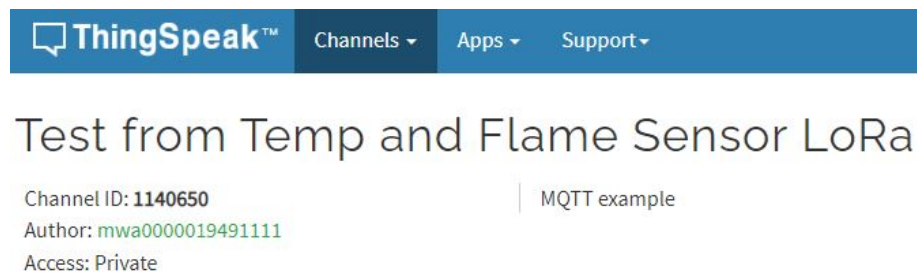 ThingSpeak™ Channels Apps Support
Test from Temp and Flame Sensor LoRa
Channel ID: 1140650
MQTT example
Author: mwa0000019491111
Access: Private